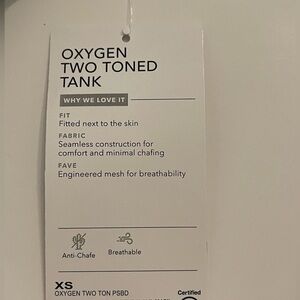 OXYGEN
TWO TONED
TANK
WHY WE LOVE IT
FIT
Fitted next to the skin
FABRIC
Seamless construction for
comfort and minimal chafing
FAVE
Engineered mesh for breathability
Anti-Chafe
Breathable
XS
OXYGEN TWO TON PSBD
Certified